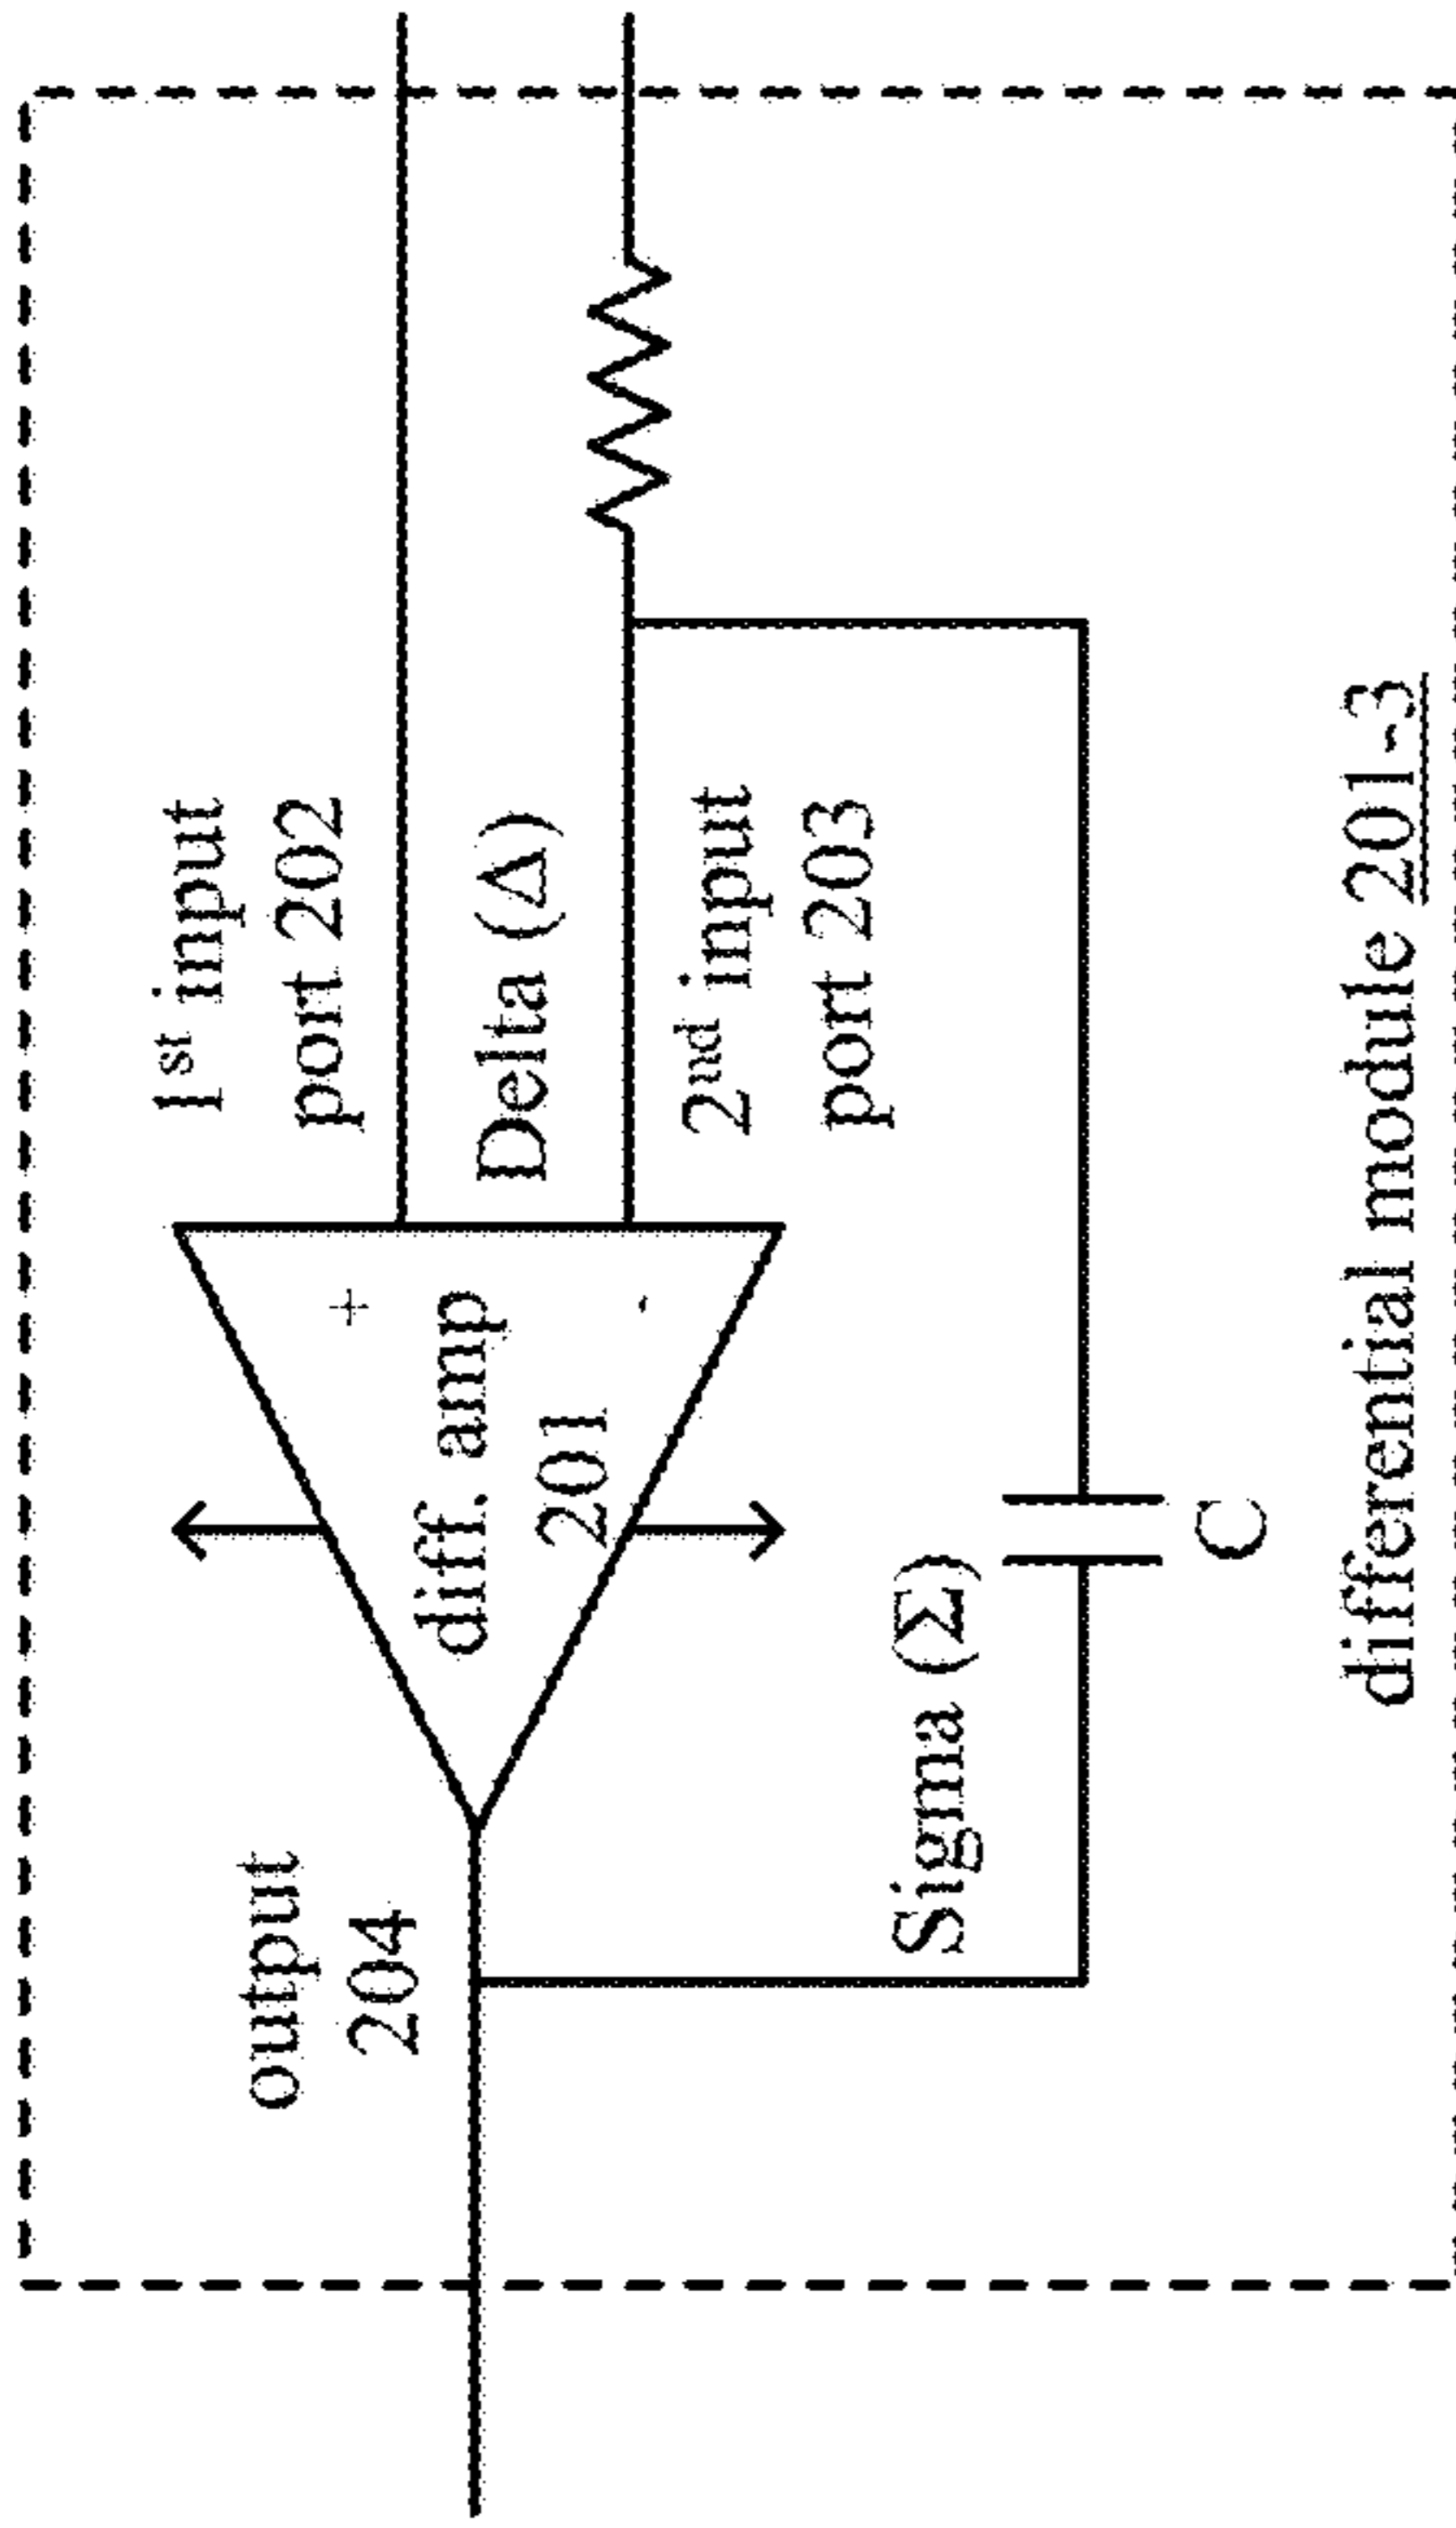 output
204
1st input
port 202
+
diff. amp
201
-
Delta (Δ)
2nd input
port 203
Sigma (Σ)
C
differential module 201-3